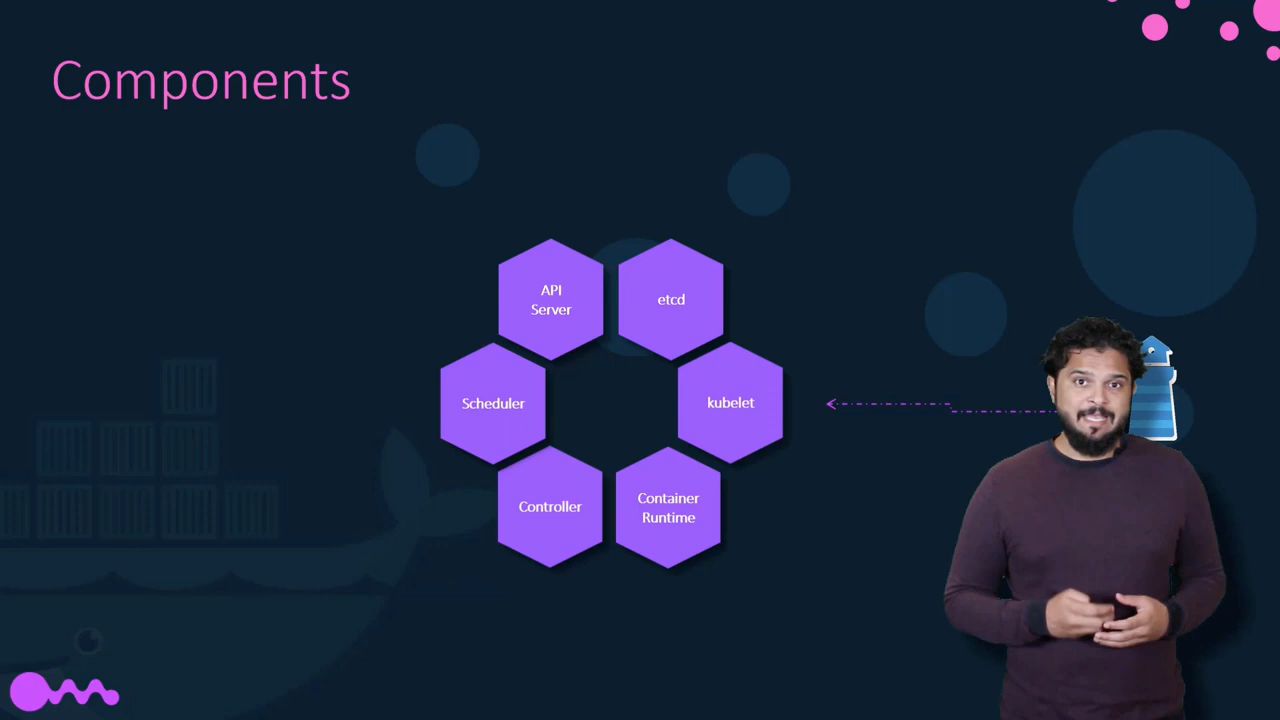 Components
API
Server
etcd
Scheduler
kubelet
Controller
Container
Runtime